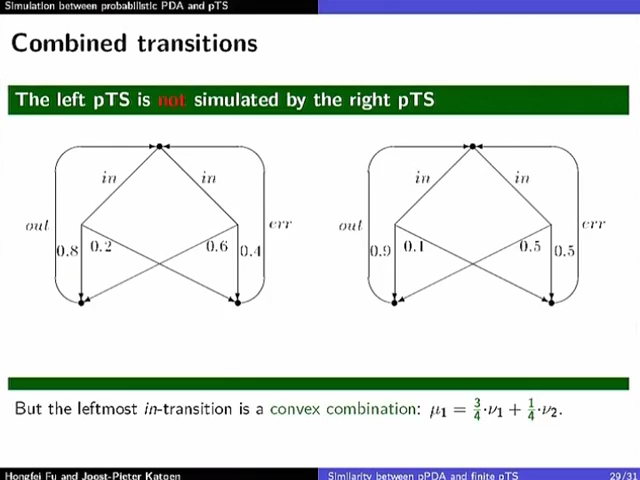 Simulation between probabilistic PDA and pTS
Combined transitions
The left pTS is not simulated by the right pTS
in in in in
out err out err
0.8 0.2 0.6 0.4 0.9 0.1 0.5 0.5
But the leftmost in-transition is a convex combination: μ₁ = 3/4·ν₁ + 1/4·ν₂.
Hongfei Fu and Joost-Pieter Katoen Similarity between pPDA and finite pTS 29/31